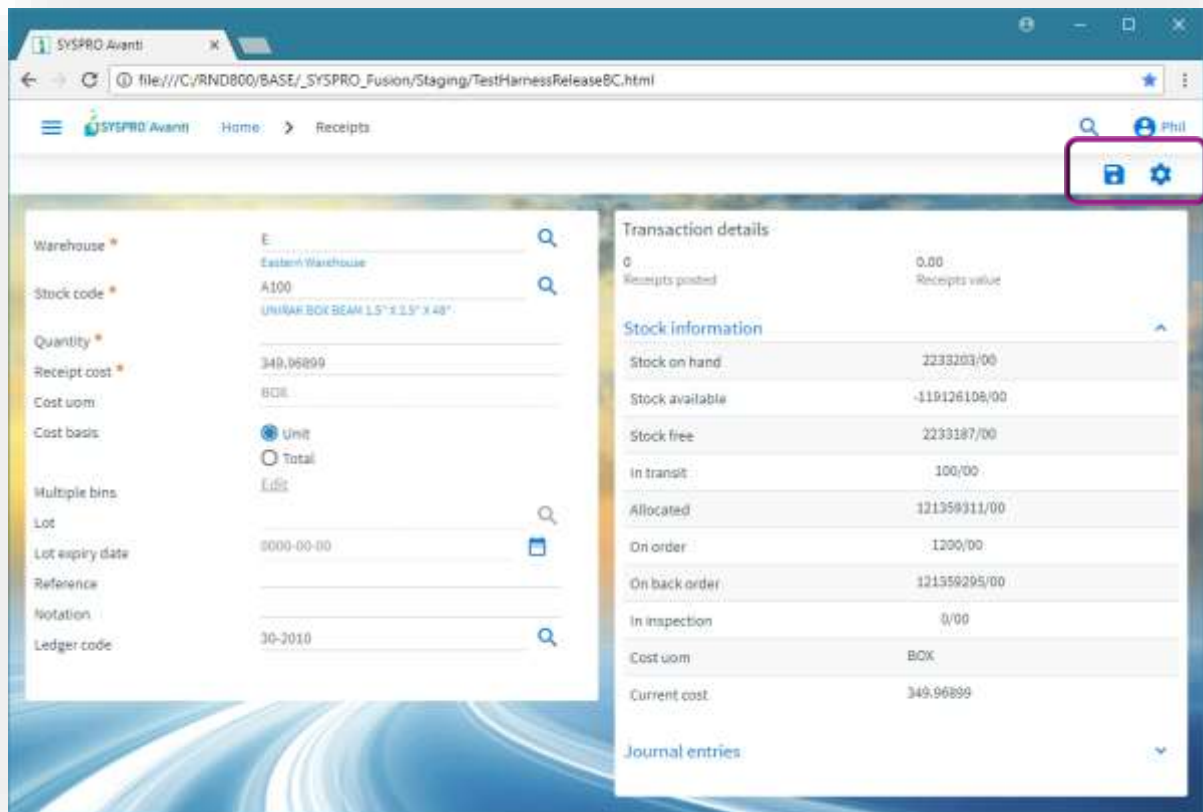 SYSPRO Avanti
file:///C:/RND800/BASE/_SYSPRO_Fusion/Staging/TestHarnessReleaseBC.html
SYSPRO Avanti Home Receipts Phil
Warehouse * E
Eastern Warehouse
Stock code * A100
UNIRAK BOX BEAM 1.5" X 2.5" X 48"
Quantity *
Receipt cost * 349.96899
Cost uom BOX
Cost basis Unit
Total
Multiple bins Edit
Lot
Lot expiry date 0000-00-00
Reference
Notation
Ledger code 30-2010
Transaction details
0 0.00
Receipts posted Receipts value
Stock information
Stock on hand 2233203/00
Stock available -119126108/00
Stock free 2233187/00
In transit 100/00
Allocated 121359311/00
On order 1200/00
On back order 121359295/00
In inspection 0/00
Cost uom BOX
Current cost 349.96899
Journal entries